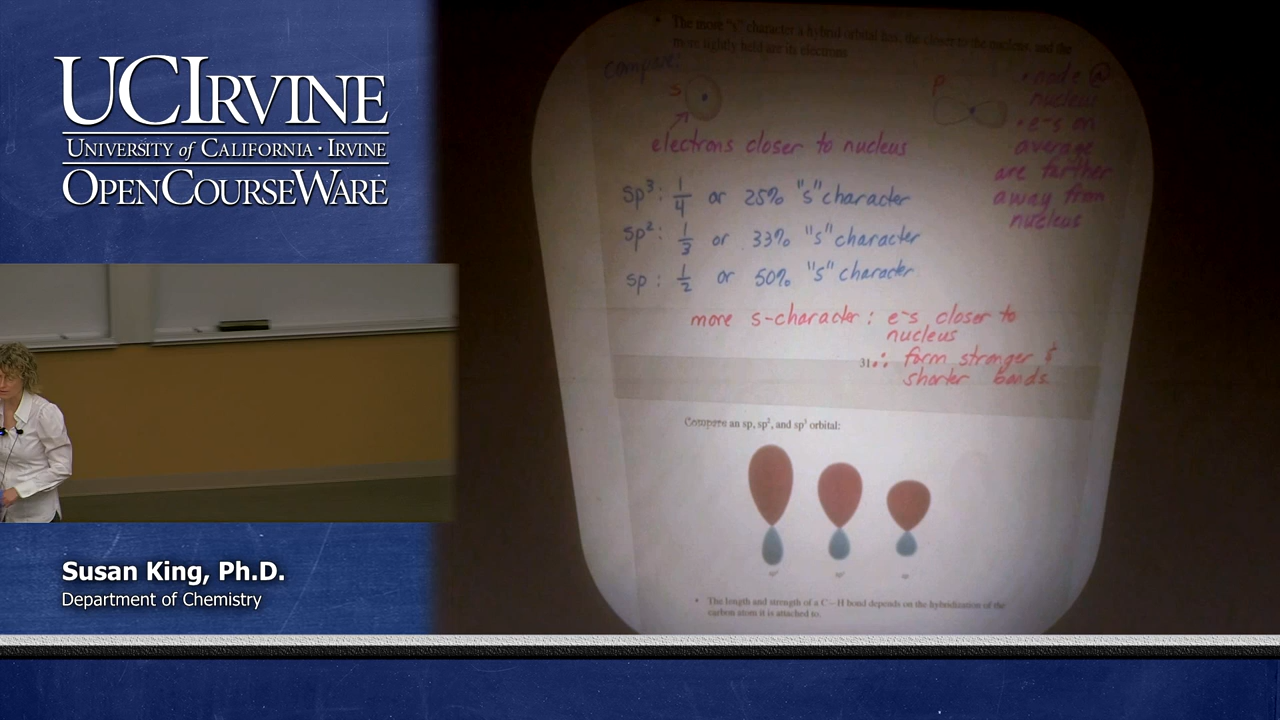 UCIRVINE
UNIVERSITY of CALIFORNIA · IRVINE
OPENCOURSEWARE
Susan King, Ph.D.
Department of Chemistry
• The more "s" character a hybrid orbital has, the closer to the nucleus, and the
more tightly held are its electrons
compare:
s
electrons closer to nucleus
p
• node @
nucleus
• e-s on
average
are farther
away from
nucleus
sp³: 1/4 or 25% "s" character
sp²: 1/3 or 33% "s" character
sp: 1/2 or 50% "s" character
more s-character: e-s closer to
nucleus
31
∴ form stronger &
shorter bonds.
Compare an sp, sp², and sp³ orbital:
• The length and strength of a C – H bond depends on the hybridization of the
carbon atom it is attached to.